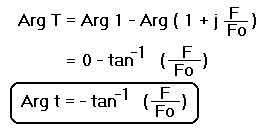 Arg T = Arg 1 - Arg ( 1 + j F/Fo )
= 0 - tan⁻¹ ( F/Fo )
Arg t = - tan⁻¹ ( F/Fo )